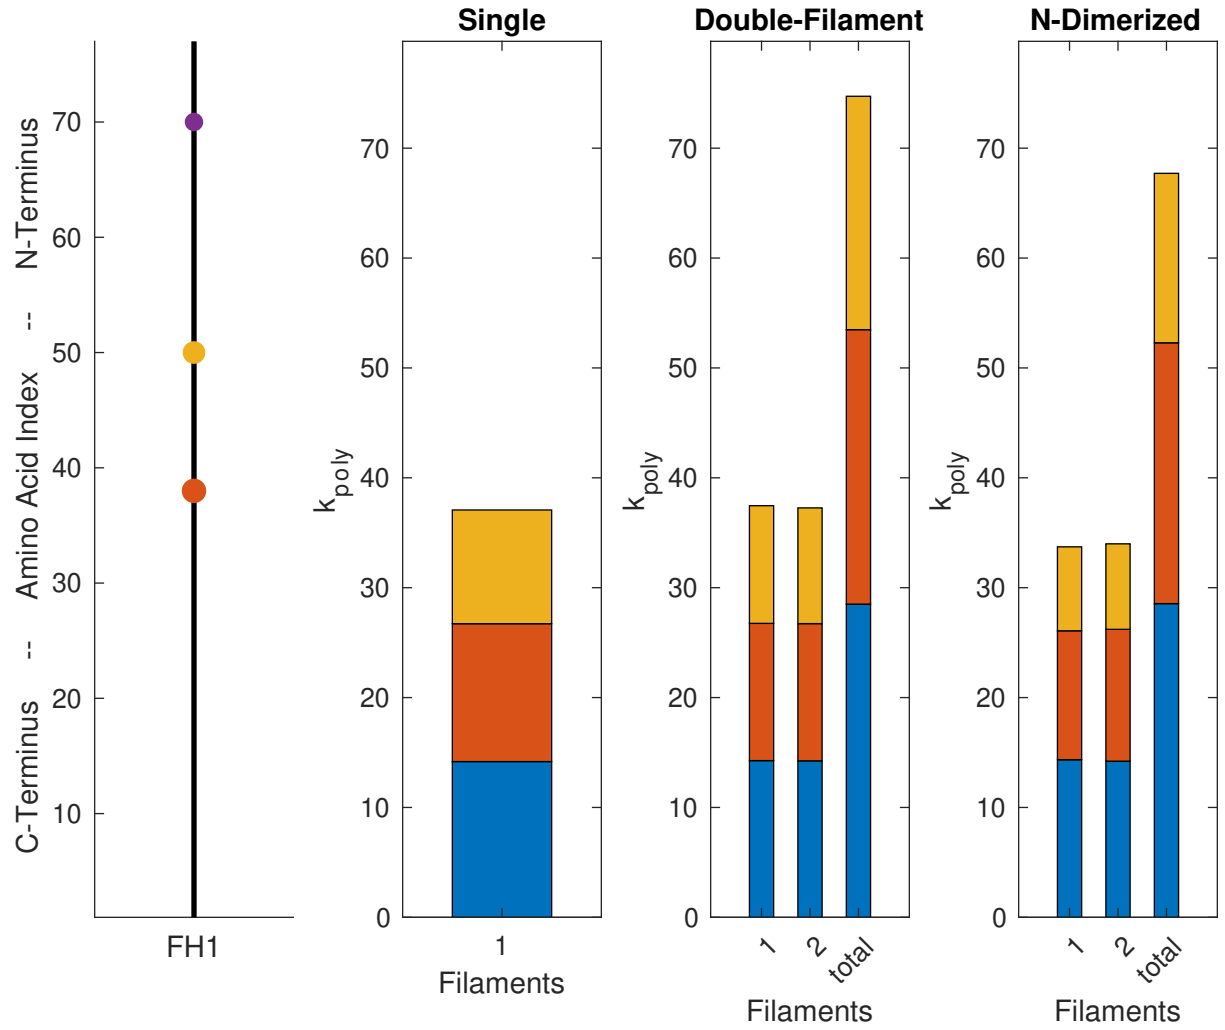 Single
Double-Filament
N-Dimerized
C-Terminus -- Amino Acid Index -- N-Terminus
70
60
50
40
30
20
10
FH1
k_poly
70
60
50
40
30
20
10
0
1
Filaments
k_poly
70
60
50
40
30
20
10
0
1
2
total
Filaments
k_poly
70
60
50
40
30
20
10
0
1
2
total
Filaments